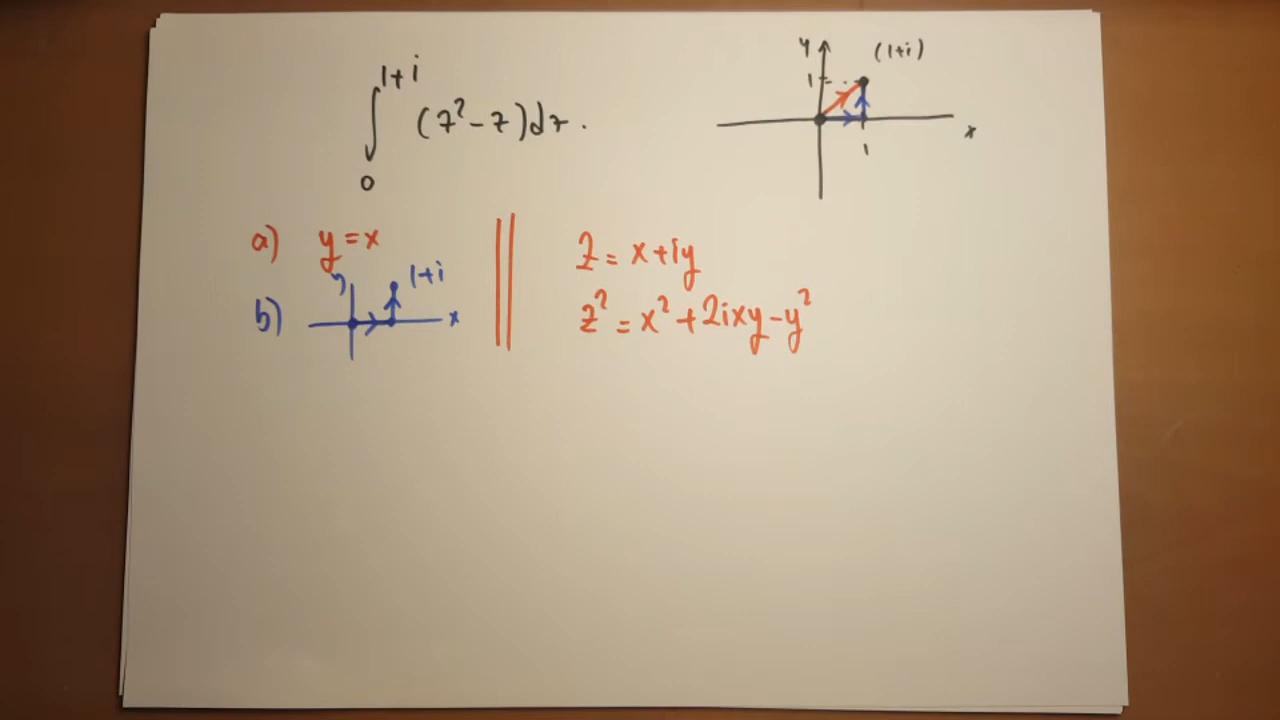 ∫₀^{1+i} (z² - z) dz.
y
(1+i)
1
x
1
a) y = x
b)
y
1+i
x
z = x + iy
z² = x² + 2ixy - y²